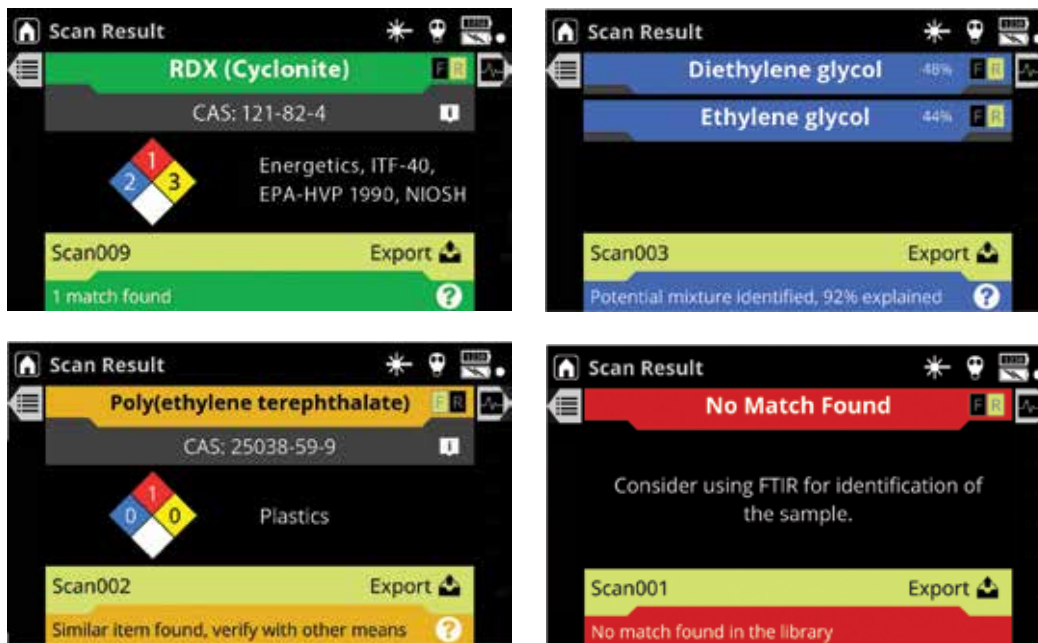 Scan Result
RDX (Cyclonite)
F R
CAS: 121-82-4
1
2 3
Energetics, ITF-40,
EPA-HVP 1990, NIOSH
Scan009 Export
1 match found ?
Scan Result
Diethylene glycol 48% F R
Ethylene glycol 44% F R
Scan003 Export
Potential mixture identified, 92% explained ?
Scan Result
Poly(ethylene terephthalate) F R
CAS: 25038-59-9
1
0 0
Plastics
Scan002 Export
Similar item found, verify with other means ?
Scan Result
No Match Found F R
Consider using FTIR for identification of
the sample.
Scan001 Export
No match found in the library